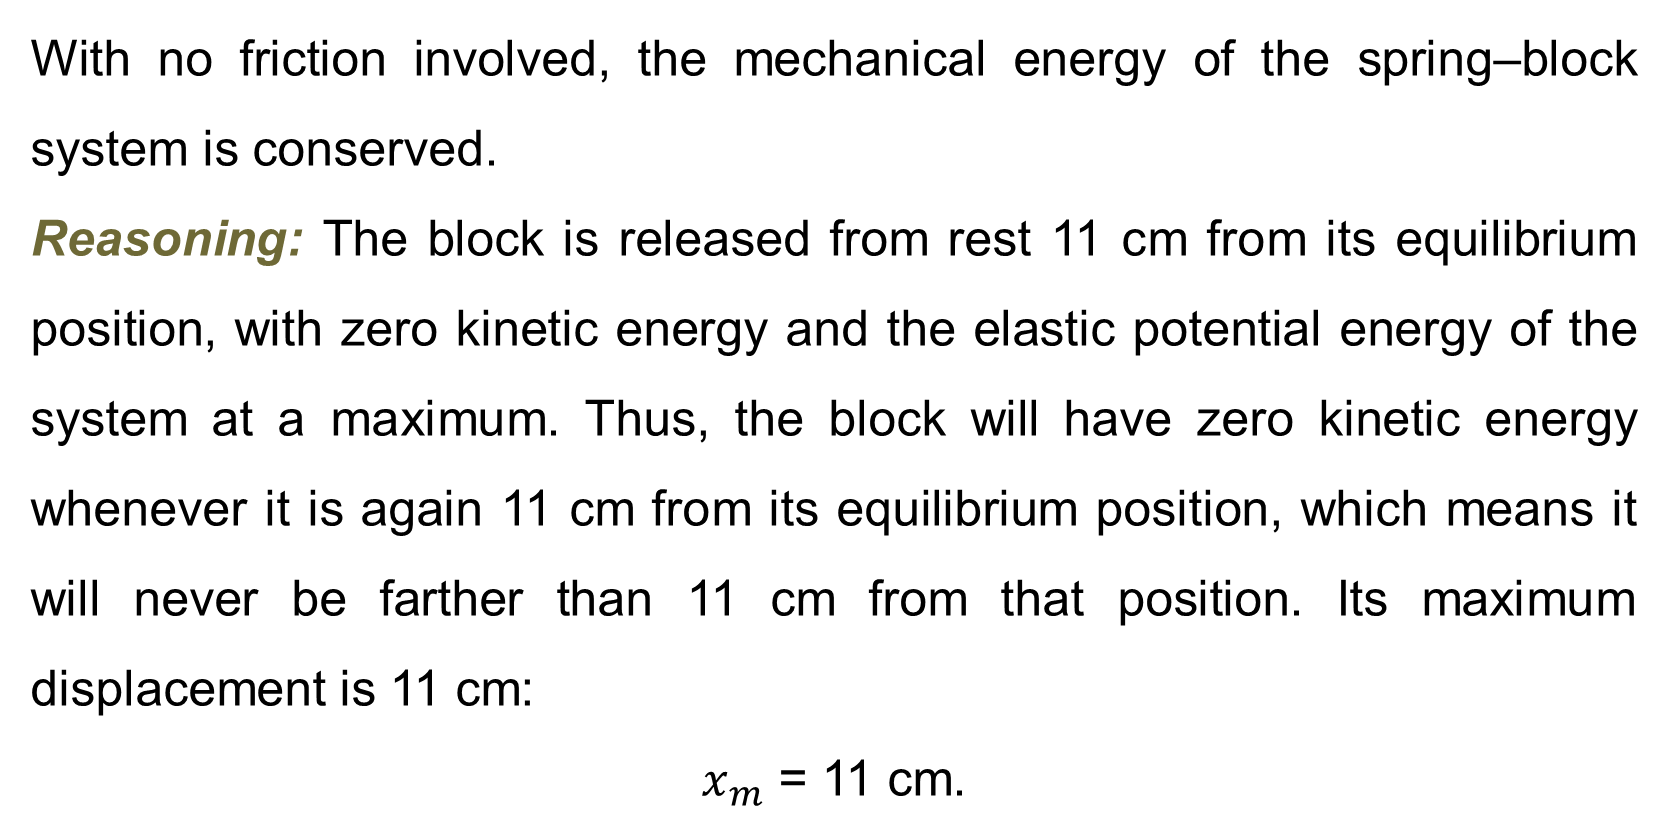 With no friction involved, the mechanical energy of the spring–block
system is conserved.
Reasoning: The block is released from rest 11 cm from its equilibrium
position, with zero kinetic energy and the elastic potential energy of the
system at a maximum. Thus, the block will have zero kinetic energy
whenever it is again 11 cm from its equilibrium position, which means it
will never be farther than 11 cm from that position. Its maximum
displacement is 11 cm:
𝑥𝑚 = 11 cm.